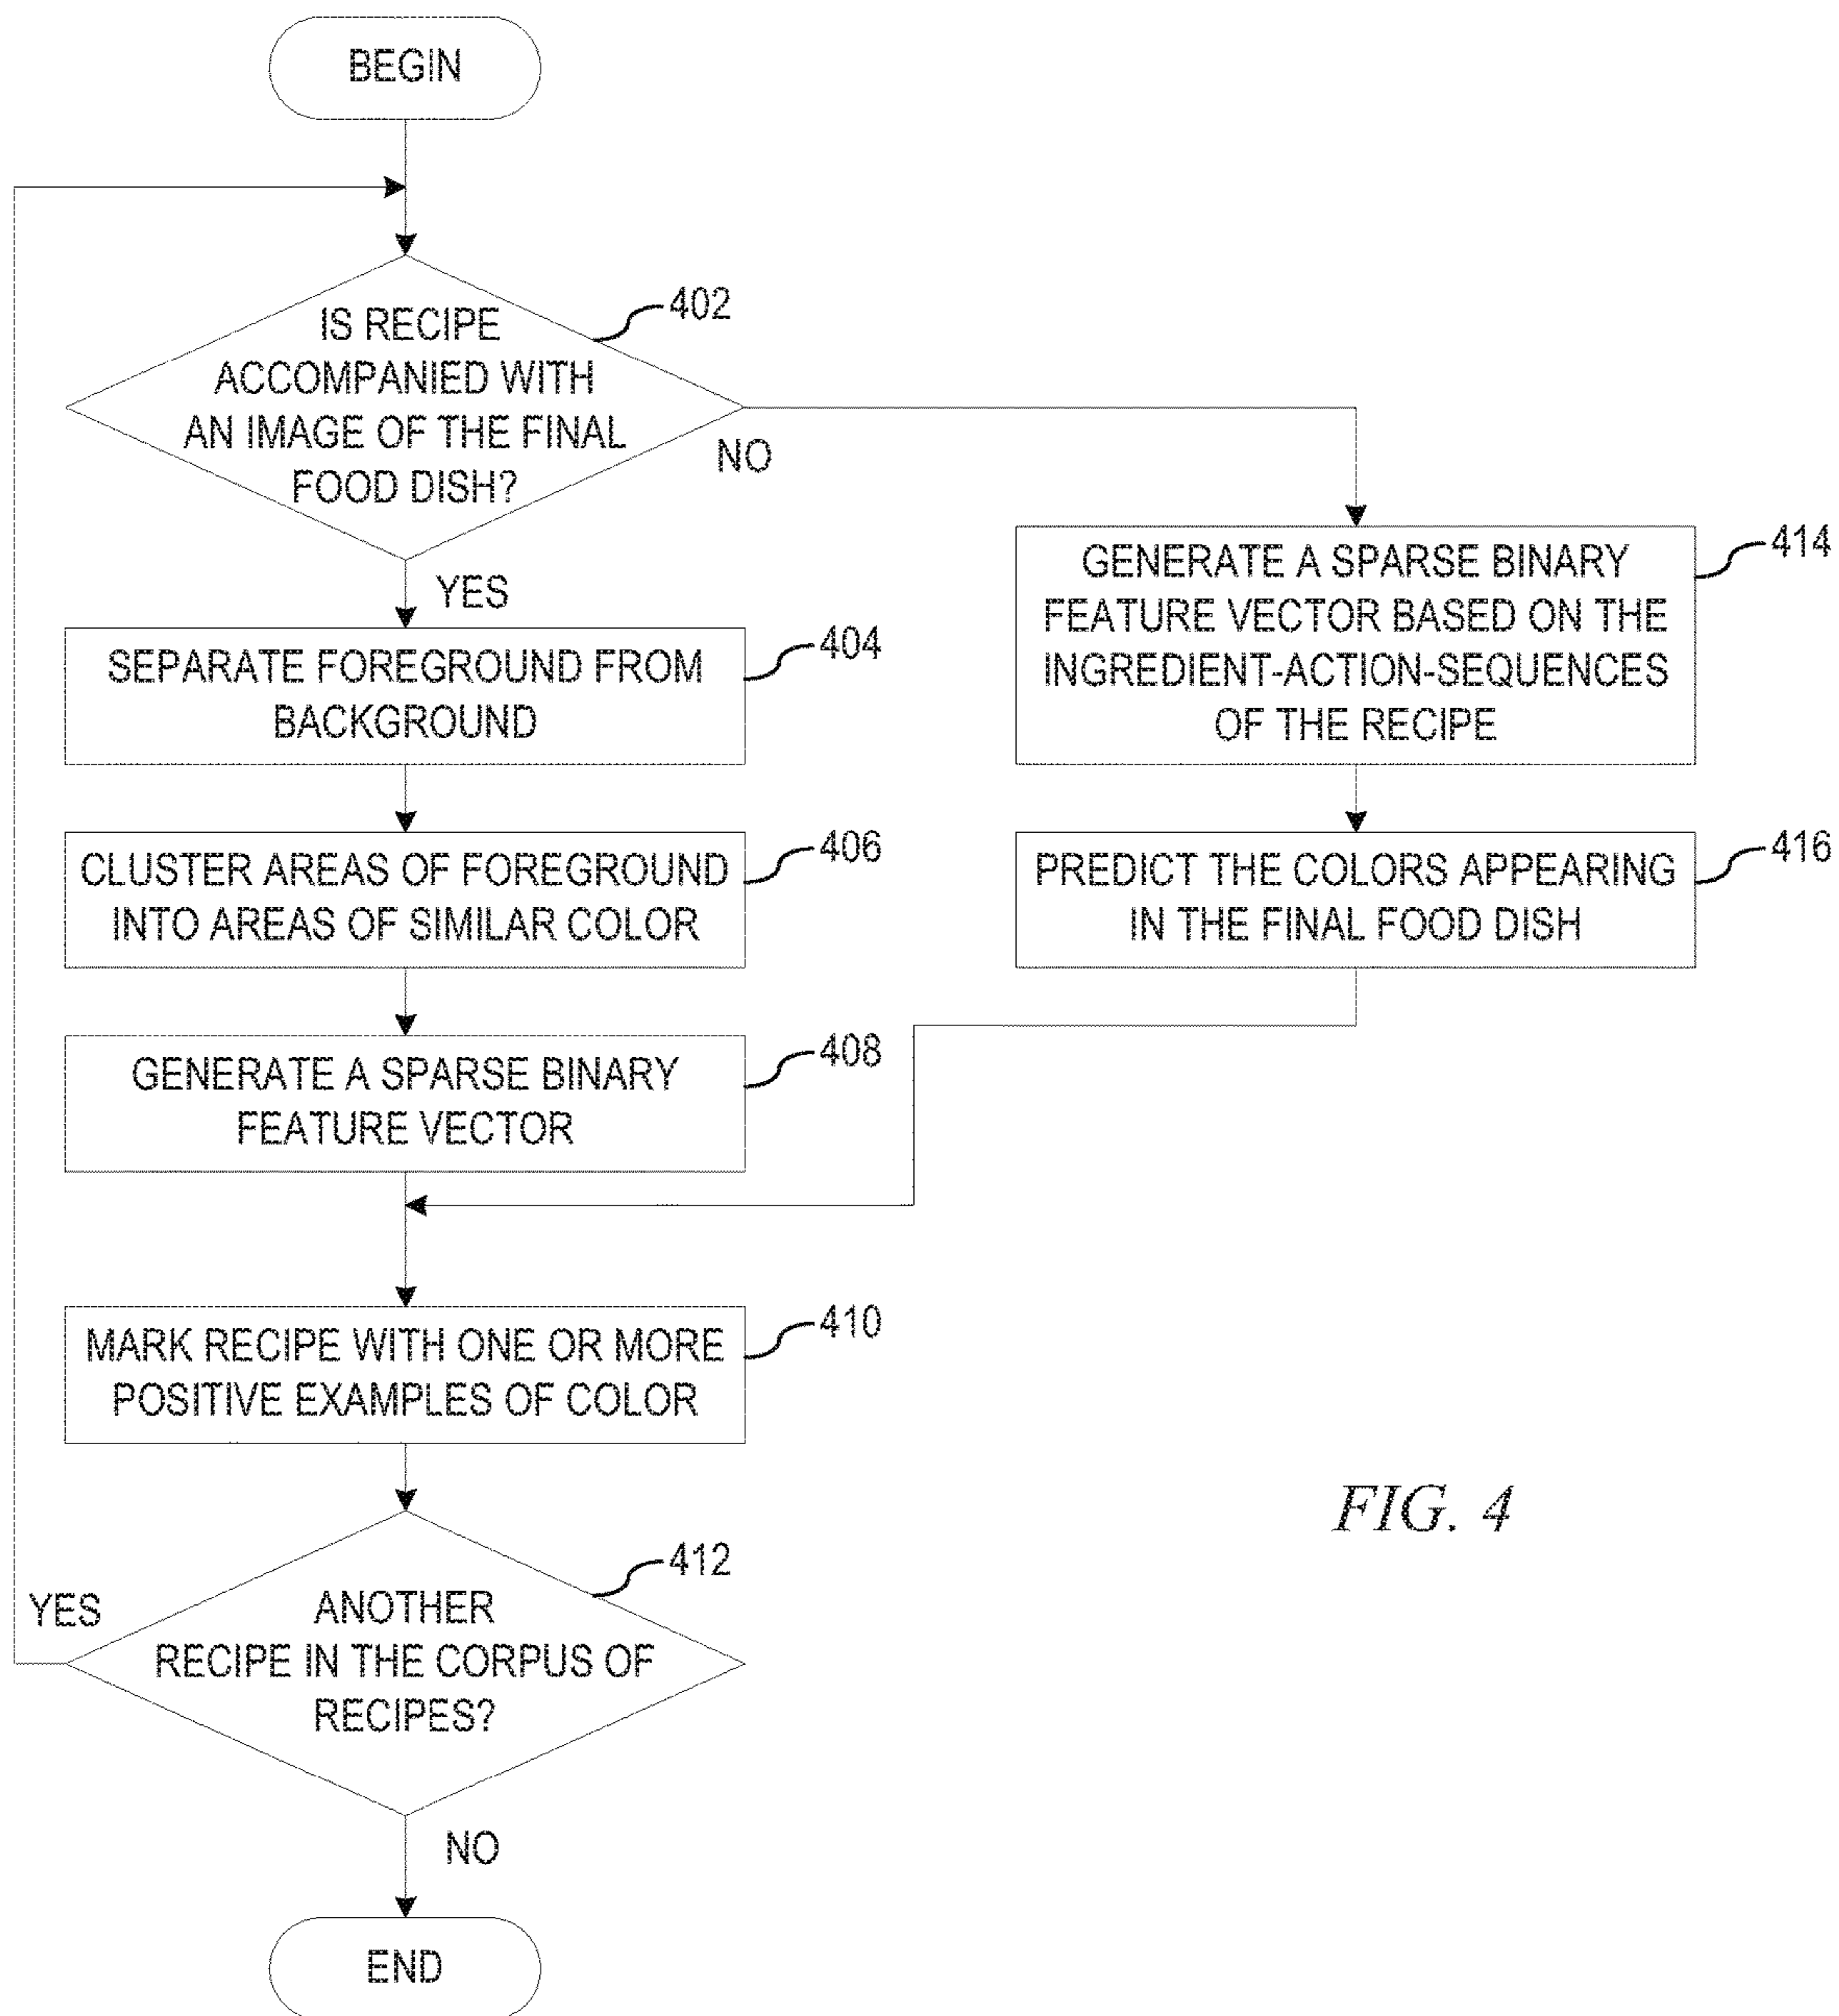 BEGIN
IS RECIPE
ACCOMPANIED WITH
AN IMAGE OF THE FINAL
FOOD DISH?
402
NO
YES
SEPARATE FOREGROUND FROM
BACKGROUND
404
CLUSTER AREAS OF FOREGROUND
INTO AREAS OF SIMILAR COLOR
406
GENERATE A SPARSE BINARY
FEATURE VECTOR
408
GENERATE A SPARSE BINARY
FEATURE VECTOR BASED ON THE
INGREDIENT-ACTION-SEQUENCES
OF THE RECIPE
414
PREDICT THE COLORS APPEARING
IN THE FINAL FOOD DISH
416
MARK RECIPE WITH ONE OR MORE
POSITIVE EXAMPLES OF COLOR
410
ANOTHER
RECIPE IN THE CORPUS OF
RECIPES?
412
YES
NO
END
FIG. 4